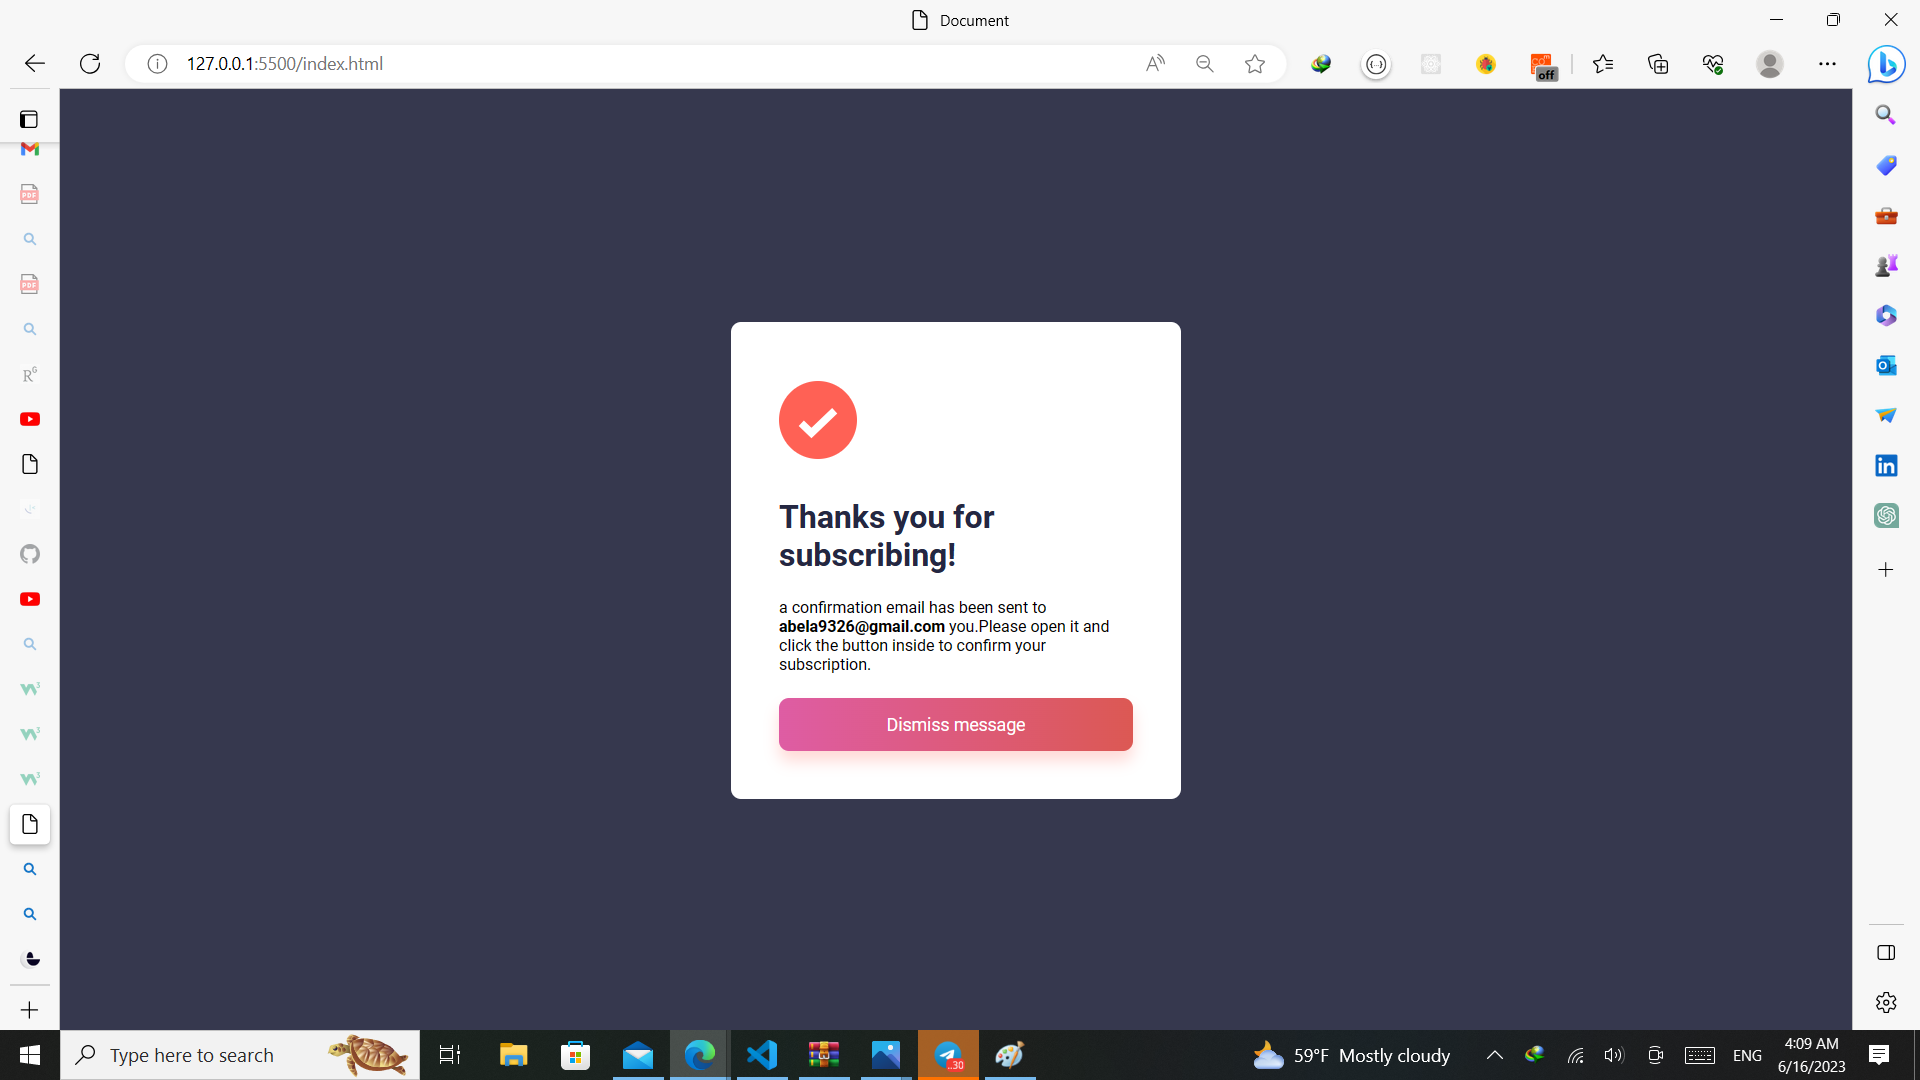 Document
127.0.0.1:5500/index.html
off
PDF
PDF
R^G
Thanks you for
subscribing!
a confirmation email has been sent to
abela9326@gmail.com you.Please open it and
click the button inside to confirm your
subscription.
Dismiss message
Type here to search
..30
59°F Mostly cloudy
ENG
4:09 AM
6/16/2023